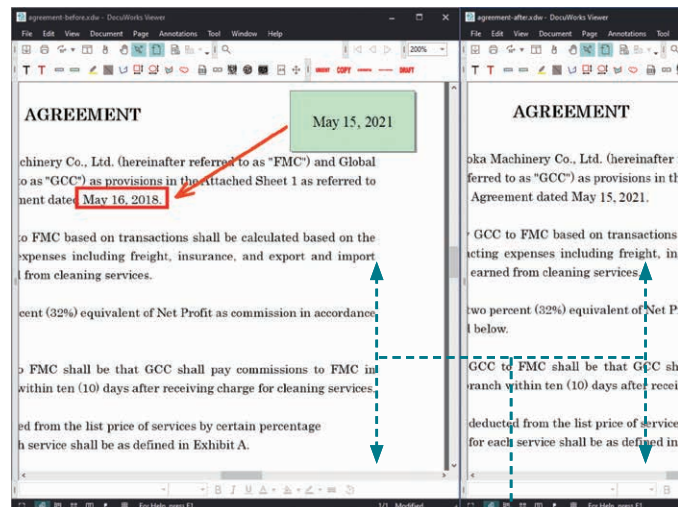 agreement-before.xdw - DocuWorks Viewer
File Edit View Document Page Annotations Tool Window Help
200%
COPY
DRAFT
AGREEMENT
May 15, 2021
chinery Co., Ltd. (hereinafter referred to as "FMC") and Global
to as "GCC") as provisions in the Attached Sheet 1 as referred to
ment dated May 16, 2018.
to FMC based on transactions shall be calculated based on the
expenses including freight, insurance, and export and import
from cleaning services.
cent (32%) equivalent of Net Profit as commission in accordance
FMC shall be that GCC shall pay commissions to FMC in
within ten (10) days after receiving charge for cleaning services.
ed from the list price of services by certain percentage
h service shall be as defined in Exhibit A.
B I U A
For Help, press F1
1/1 Modified
agreement-after.xdw - DocuWorks Viewer
File Edit View Document Page Annotations Tool
AGREEMENT
oka Machinery Co., Ltd. (hereinafter
ferred to as "GCC") as provisions in th
Agreement dated May 15, 2021.
GCC to FMC based on transactions
cting expenses including freight, in
earned from cleaning services.
two percent (32%) equivalent of Net P
below.
GCC to FMC shall be that GCC sh
ranch within ten (10) days after recei
deducted from the list price of service
for each service shall be as defined in
B
For Help, press F1